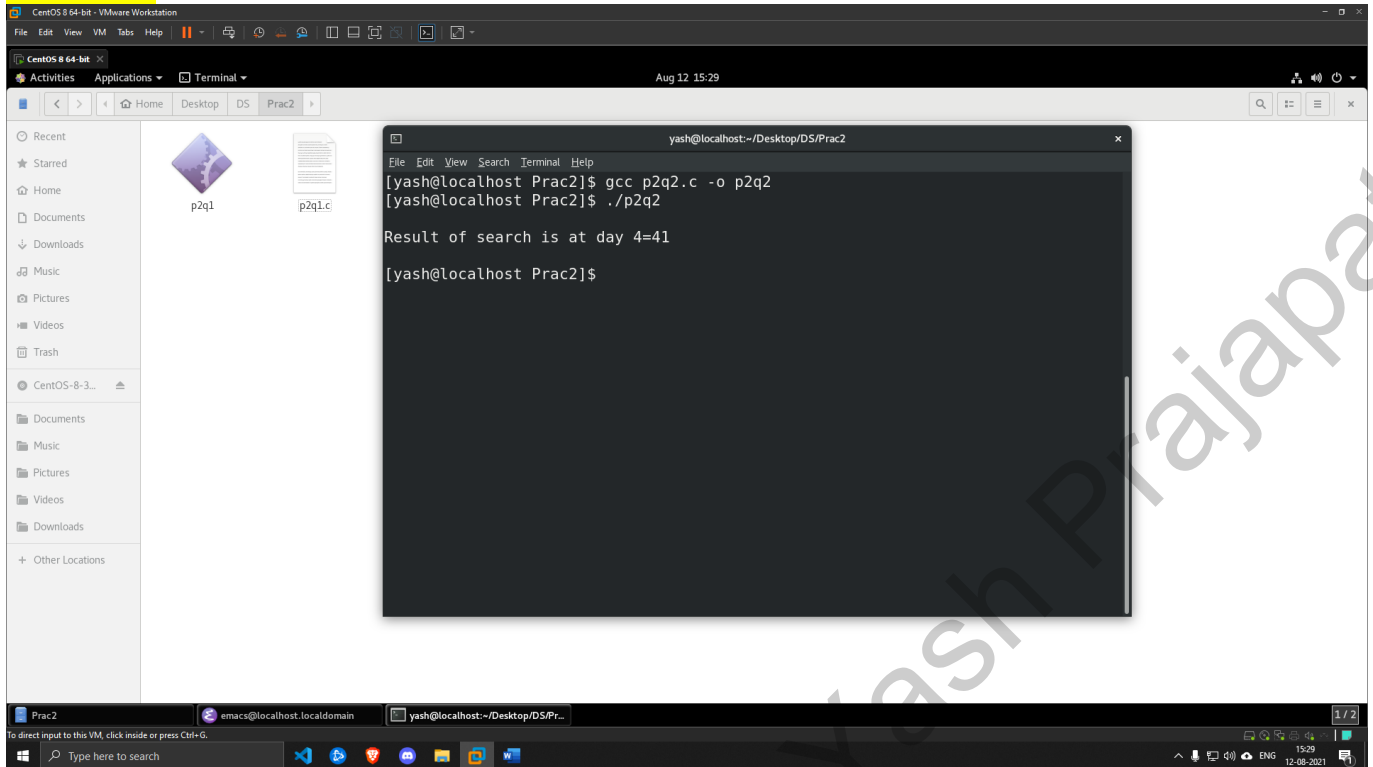 CentOS 8 64-bit - VMware Workstation
File Edit View VM Tabs Help
CentOS 8 64-bit
Activities Applications Terminal Aug 12 15:29
Home Desktop DS Prac2
Recent
Starred
Home
Documents
Downloads
Music
Pictures
Videos
Trash
CentOS-8-3...
Documents
Music
Pictures
Videos
Downloads
+ Other Locations
p2q1 p2q1.c
yash@localhost:~/Desktop/DS/Prac2
File Edit View Search Terminal Help
[yash@localhost Prac2]$ gcc p2q2.c -o p2q2
[yash@localhost Prac2]$ ./p2q2
Result of search is at day 4=41
[yash@localhost Prac2]$
Yash Prajapat
Prac2 emacs@localhost.localdomain yash@localhost:~/Desktop/DS/Pr... 1 / 2
To direct input to this VM, click inside or press Ctrl+G.
Type here to search ENG 15:29
12-08-2021